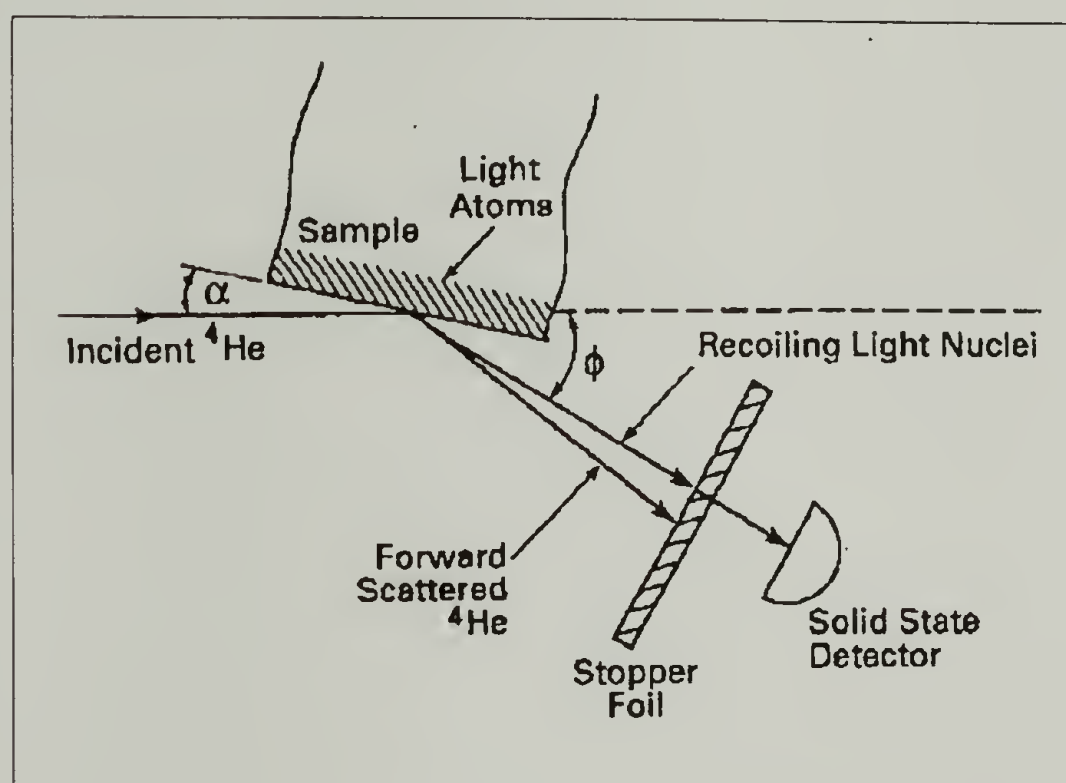 Light
Atoms
Sample
α
Incident ⁴He
Recoiling Light Nuclei
ϕ
Forward
Scattered
⁴He
Stopper
Foil
Solid State
Detector